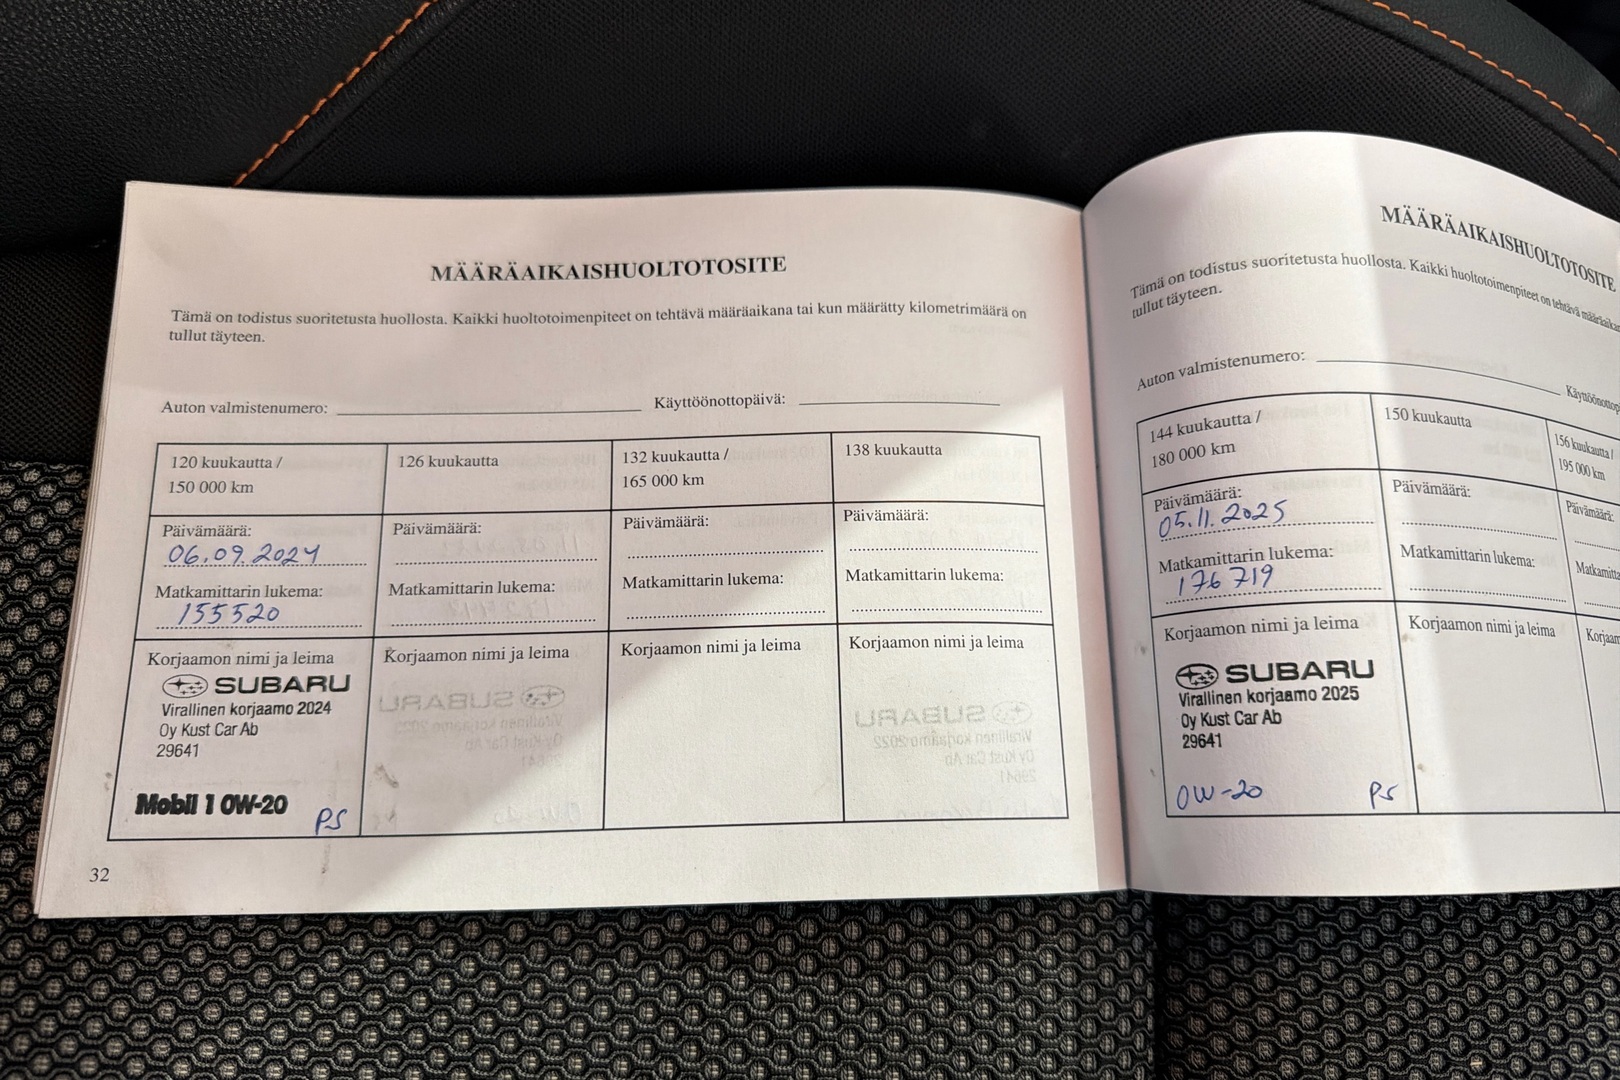 MÄÄRÄAIKAISHUOLTOTOSITE
Tämä on todistus suoritetusta huollosta. Kaikki huoltotoimenpiteet on tehtävä määräaikana tai kun määrätty kilometrimäärä on
tullut täyteen.
Auton valmistenumero: Käyttöönottopäivä:
120 kuukautta /
150 000 km
Päivämäärä:
06.09.2024
Matkamittarin lukema:
155520
Korjaamon nimi ja leima
SUBARU
Virallinen korjaamo 2024
Oy Kust Car Ab
29641
Mobil 1 0W-20
PS
126 kuukautta
Päivämäärä:
Matkamittarin lukema:
Korjaamon nimi ja leima
132 kuukautta /
165 000 km
Päivämäärä:
Matkamittarin lukema:
Korjaamon nimi ja leima
138 kuukautta
Päivämäärä:
Matkamittarin lukema:
Korjaamon nimi ja leima
32
MÄÄRÄAIKAISHUOLTOTOSITE
Tämä on todistus suoritetusta huollosta. Kaikki huoltotoimenpiteet on tehtävä
tullut täyteen.
Auton valmistenumero:
144 kuukautta /
180 000 km
Päivämäärä:
05.11.2025
Matkamittarin lukema:
176719
Korjaamon nimi ja leima
SUBARU
Virallinen korjaamo 2025
Oy Kust Car Ab
29641
0W-20
PS
150 kuukautta
Päivämäärä:
Matkamittarin lukema:
Korjaamon nimi ja leima
156 kuukautta /
195 000 km
Päivämäärä: